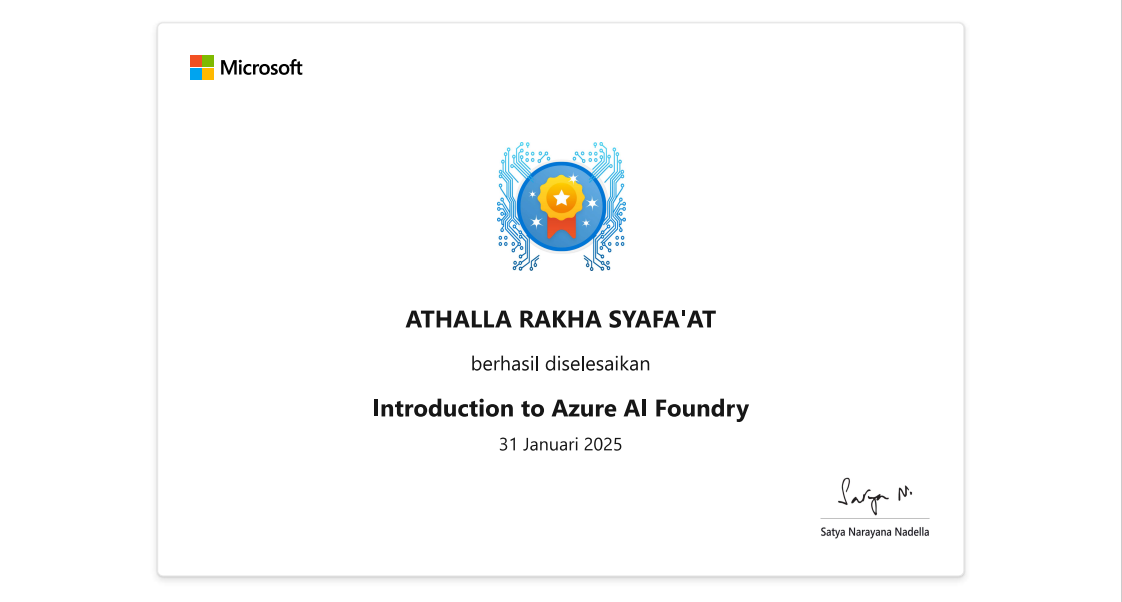 Microsoft
ATHALLA RAKHA SYAFA'AT
berhasil diselesaikan
Introduction to Azure AI Foundry
31 Januari 2025
Satya N.
Satya Narayana Nadella